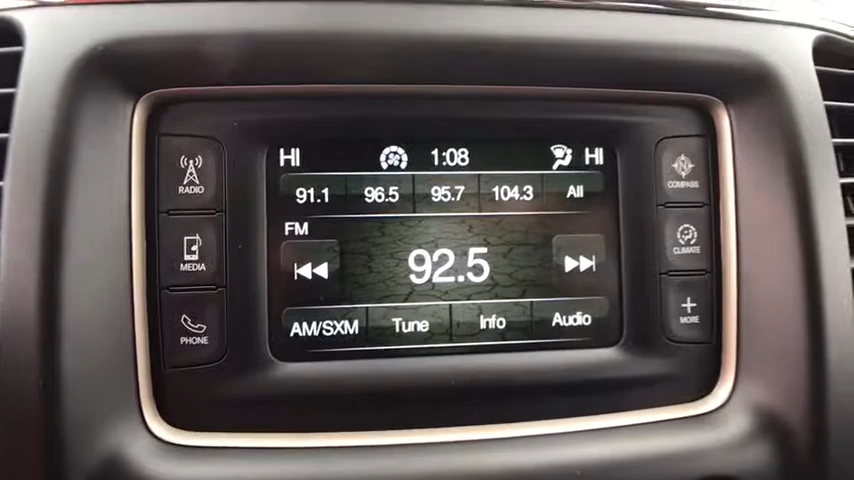 HI 1:08 HI
91.1 96.5 95.7 104.3 All
FM
92.5
AM/SXM Tune Info Audio
RADIO
MEDIA
PHONE
COMPASS
CLIMATE
MORE